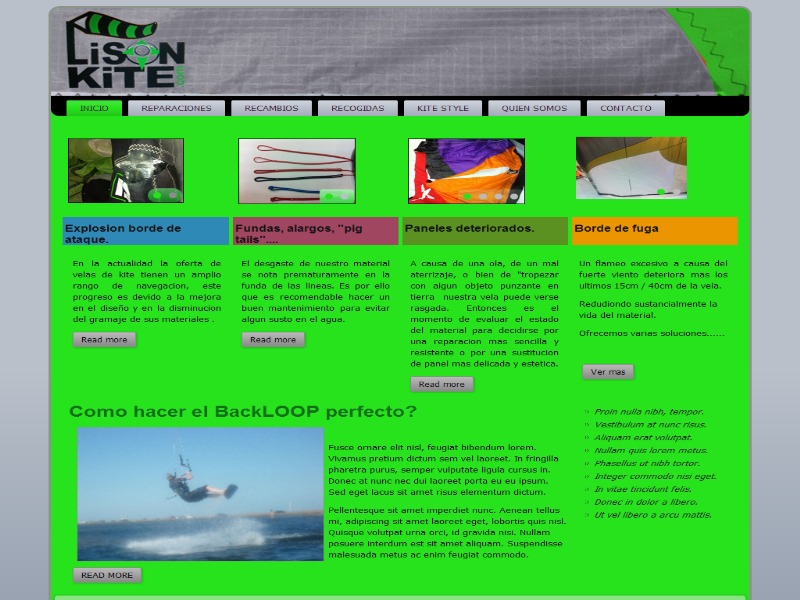 LiSON
KiTE.com
INICIO
REPARACIONES
RECAMBIOS
RECOGIDAS
KITE STYLE
QUIEN SOMOS
CONTACTO
Explosion borde de
ataque.
En la actualidad la oferta de
velas de kite tienen un amplio
rango de navegacion, este
progreso es devido a la mejora
en el diseño y en la disminucion
del gramaje de sus materiales .
Read more
Fundas, alargos, "pig
tails"....
El desgaste de nuestro material
se nota prematuramente en la
funda de las lineas. Es por ello
que es recomendable hacer un
buen mantenimiento para evitar
algun susto en el agua.
Read more
Paneles deteriorados.
A causa de una ola, de un mal
aterrizaje, o bien de "tropezar
con algun objeto punzante en
tierra nuestra vela puede verse
rasgada. Entonces es el
momento de evaluar el estado
del material para decidirse por
una reparacion mas sencilla y
resistente o por una sustitucion
de panel mas delicada y estetica.
Read more
Borde de fuga
Un flameo excesivo a causa del
fuerte viento deteriora mas los
ultimos 15cm / 40cm de la vela.
Redudiendo sustancialmente la
vida del material.
Ofrecemos varias soluciones......
Ver mas
Como hacer el BackLOOP perfecto?
Fusce ornare elit nisl, feugiat bibendum lorem.
Vivamus pretium dictum sem vel laoreet. In fringilla
pharetra purus, semper vulputate ligula cursus in.
Donec at nunc nec dui laoreet porta eu eu ipsum.
Sed eget lacus sit amet risus elementum dictum.
Pellentesque sit amet imperdiet nunc. Aenean tellus
mi, adipiscing sit amet laoreet eget, lobortis quis nisl.
Quisque volutpat urna orci, id gravida nisi. Nullam
posuere interdum est sit amet aliquam. Suspendisse
malesuada metus ac enim feugiat commodo.
READ MORE
Proin nulla nibh, tempor.
Vestibulum at nunc risus.
Aliquam erat volutpat.
Nullam quis lorem metus.
Phasellus ut nibh tortor.
Integer commodo nisi eget.
In vitae tincidunt felis.
Donec in dolor a libero.
Ut vel libero a arcu mattis.